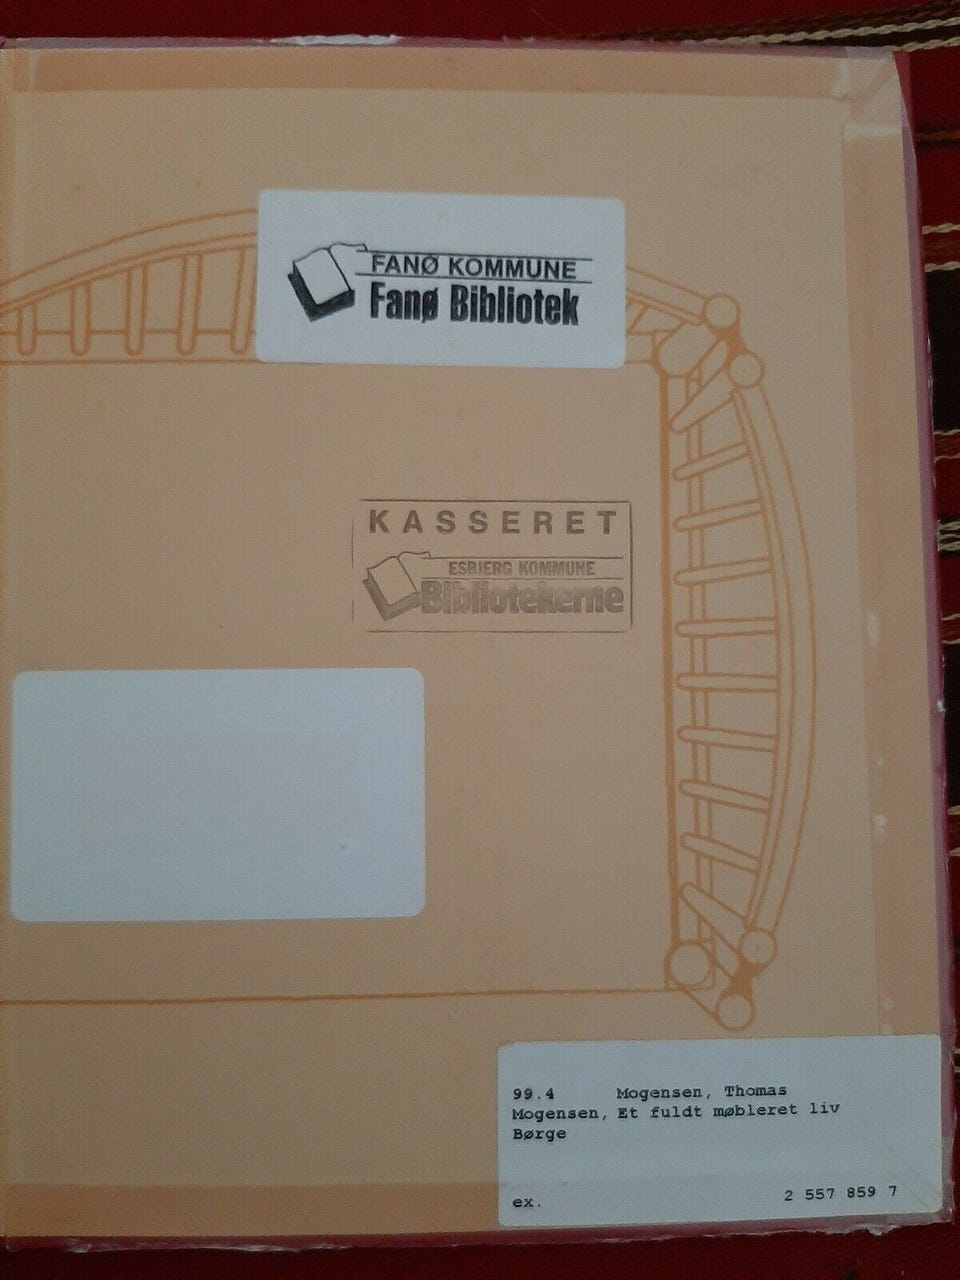 FANØ KOMMUNE
Fanø Bibliotek
KASSERET
ESBJERG KOMMUNE
Bibliotekerne
99.4 Mogensen, Thomas
Mogensen, Et fuldt møbleret liv
Børge
ex. 2 557 859 7